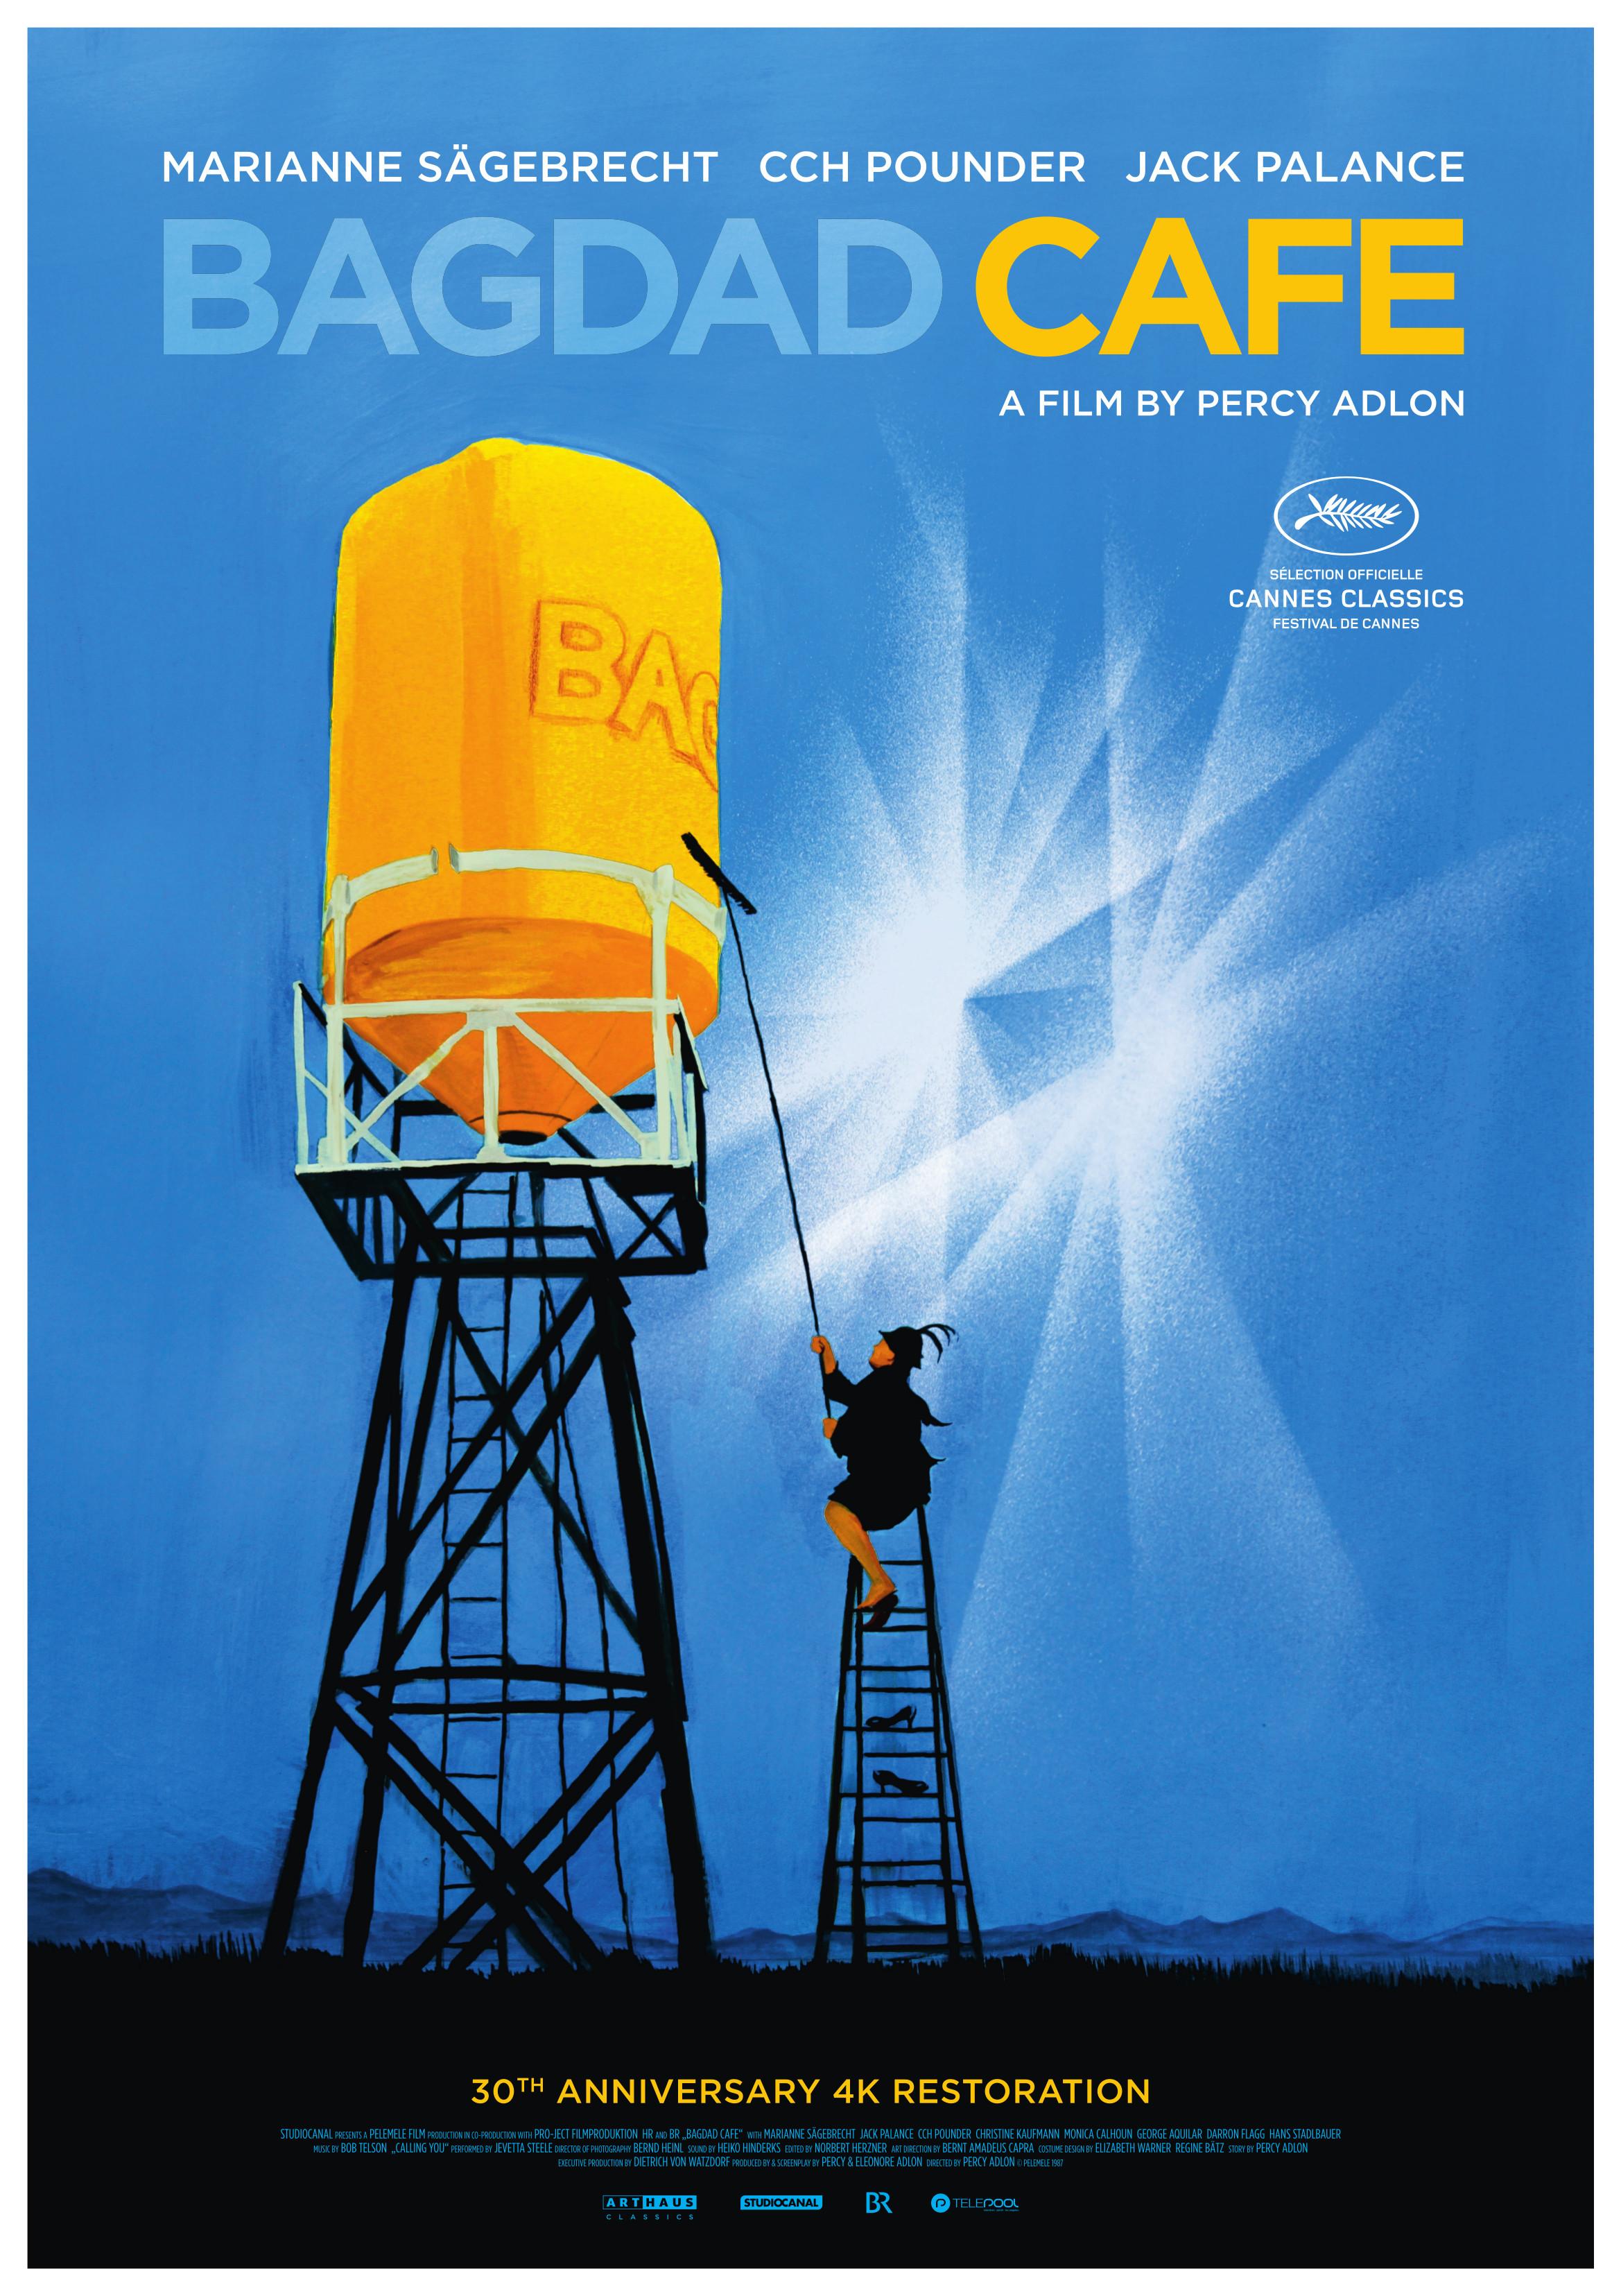 MARIANNE SÄGEBRECHT CCH POUNDER JACK PALANCE
BAGDAD CAFE
A FILM BY PERCY ADLON
SÉLECTION OFFICIELLE
CANNES CLASSICS
FESTIVAL DE CANNES
BAG
30TH ANNIVERSARY 4K RESTORATION
STUDIOCANAL PRESENTS A PELEMELE FILM PRODUCTION IN CO-PRODUCTION WITH PRO-JECT FILMPRODUKTION HR AND BR „BAGDAD CAFE“ WITH MARIANNE SÄGEBRECHT JACK PALANCE CCH POUNDER CHRISTINE KAUFMANN MONICA CALHOUN GEORGE AQUILAR DARRON FLAGG HANS STADLBAUER
MUSIC BY BOB TELSON „CALLING YOU“ PERFORMED BY JEVETTA STEELE DIRECTOR OF PHOTOGRAPHY BERND HEINL SOUND BY HEIKO HINDERKS EDITED BY NORBERT HERZNER ART DIRECTION BY BERNT AMADEUS CAPRA COSTUME DESIGN BY ELIZABETH WARNER REGINE BÄTZ STORY BY PERCY ADLON
EXECUTIVE PRODUCTION BY DIETRICH VON WATZDORF PRODUCED BY & SCREENPLAY BY PERCY & ELEONORE ADLON DIRECTED BY PERCY ADLON © PELEMELE 1987
ARTHAUS STUDIOCANAL BR P TELEPOOL
CLASSICS